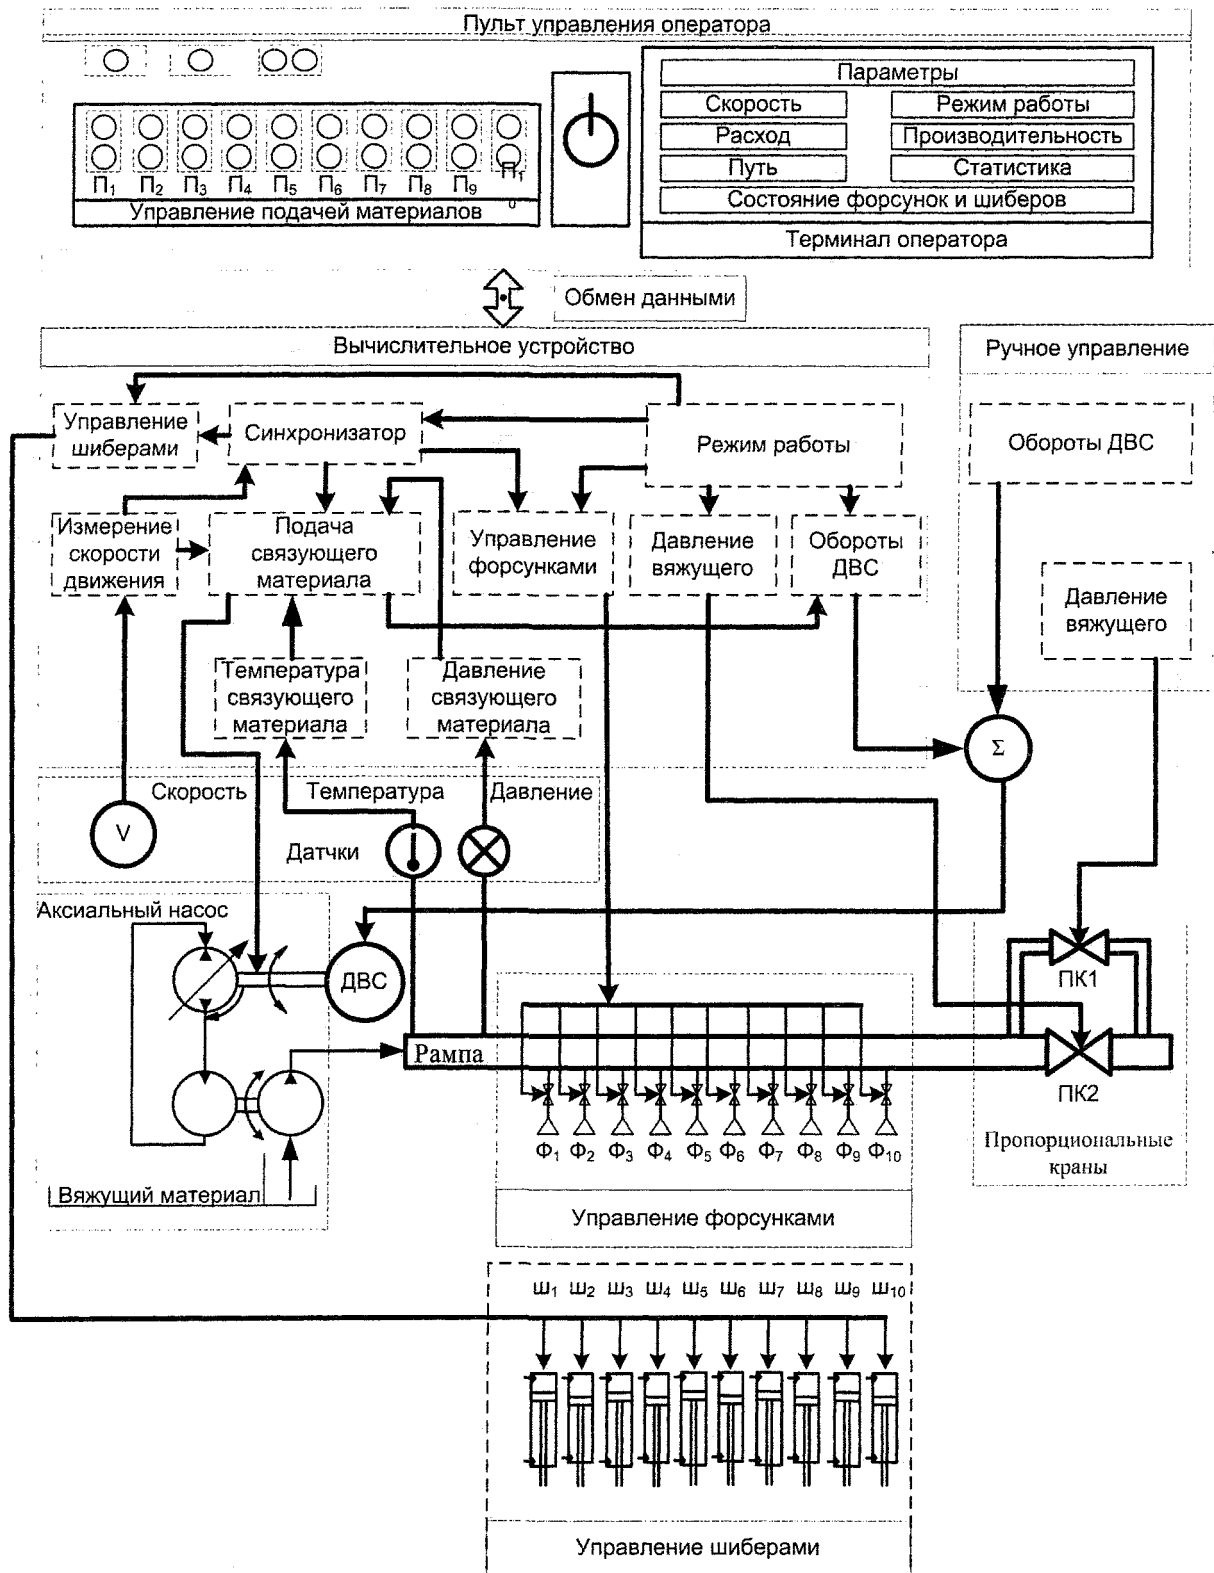 Пульт управления оператора
Параметры
Скорость
Режим работы
Расход
Производительность
Путь
Статистика
Состояние форсунок и шиберов
Терминал оператора
П1 П2 П3 П4 П5 П6 П7 П8 П9 П10
Управление подачей материалов
Обмен данными
Вычислительное устройство
Ручное управление
Управление
шиберами
Синхронизатор
Режим работы
Обороты ДВС
Измерение
скорости
движения
Подача
связующего
материала
Управление
форсунками
Давление
вяжущего
Обороты
ДВС
Давление
вяжущего
Температура
связующего
материала
Давление
связующего
материала
Σ
Скорость
Температура
Давление
V
Датчки
Аксиальный насос
ДВС
ПК1
Рампа
ПК2
Ф1 Ф2 Ф3 Ф4 Ф5 Ф6 Ф7 Ф8 Ф9 Ф10
Пропорциональные
краны
Вяжущий материал
Управление форсунками
Ш1 Ш2 Ш3 Ш4 Ш5 Ш6 Ш7 Ш8 Ш9 Ш10
Управление шиберами